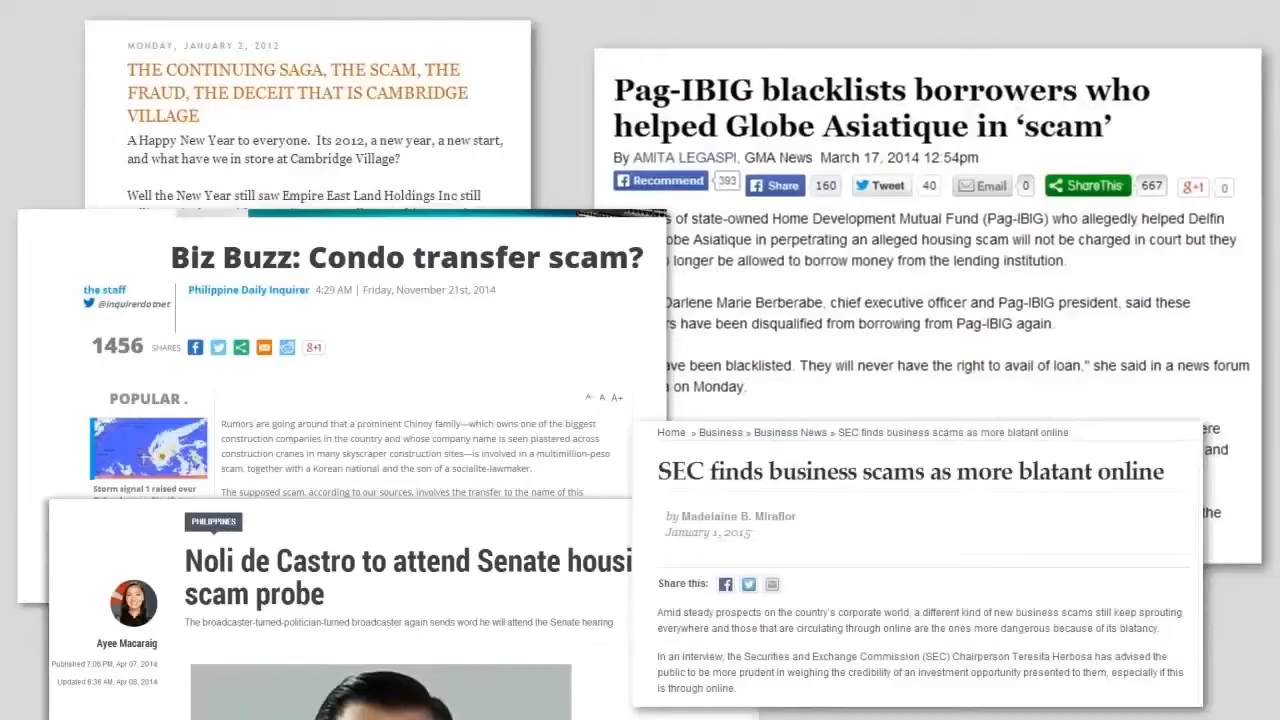 MONDAY, JANUARY 2, 2012
THE CONTINUING SAGA, THE SCAM, THE
FRAUD, THE DECEIT THAT IS CAMBRIDGE
VILLAGE
A Happy New Year to everyone. Its 2012, a new year, a new start,
and what have we in store at Cambridge Village?
Well the New Year still saw Empire East Land Holdings Inc still
Pag-IBIG blacklists borrowers who
helped Globe Asiatique in ‘scam’
By AMITA LEGASPI, GMA News March 17, 2014 12:54pm
Recommend 393 Share 160 Tweet 40 Email 0 ShareThis 667 g+1 0
of state-owned Home Development Mutual Fund (Pag-IBIG) who allegedly helped Delfin
Asiatique in perpetrating an alleged housing scam will not be charged in court but they
longer be allowed to borrow money from the lending institution.
Darlene Marie Berberabe, chief executive officer and Pag-IBIG president, said these
have been disqualified from borrowing from Pag-IBIG again.
been blacklisted. They will never have the right to avail of loan." she said in a news forum
on Monday.
and
the
Biz Buzz: Condo transfer scam?
the staff
@inquirerdotnet
Philippine Daily Inquirer 4:29 AM | Friday, November 21st, 2014
1456 SHARES g+1
POPULAR .
A- A A+
Storm signal 1 raised over
Rumors are going around that a prominent Chinoy family—which owns one of the biggest
construction companies in the country and whose company name is seen plastered across
construction cranes in many skyscraper construction sites—is involved in a multimillion-peso
scam, together with a Korean national and the son of a socialite-lawmaker.
The supposed scam, according to our sources, involves the transfer to the name of this
PHILIPPINES
Noli de Castro to attend Senate housi
scam probe
The broadcaster-turned-politician-turned broadcaster again sends word he will attend the Senate hearing
Ayee Macaraig
Published 7:06 PM, Apr 07, 2014
Updated 6:36 AM, Apr 08, 2014
Home » Business » Business News » SEC finds business scams as more blatant online
SEC finds business scams as more blatant online
by Madelaine B. Miraflor
January 1, 2015
Share this:
Amid steady prospects on the country's corporate world, a different kind of new business scams still keep sprouting
everywhere and those that are circulating through online are the ones more dangerous because of its blatancy.
In an interview, the Securities and Exchange Commission (SEC) Chairperson Teresita Herbosa has advised the
public to be more prudent in weighing the credibility of an investment opportunity presented to them, especially if this
is through online.